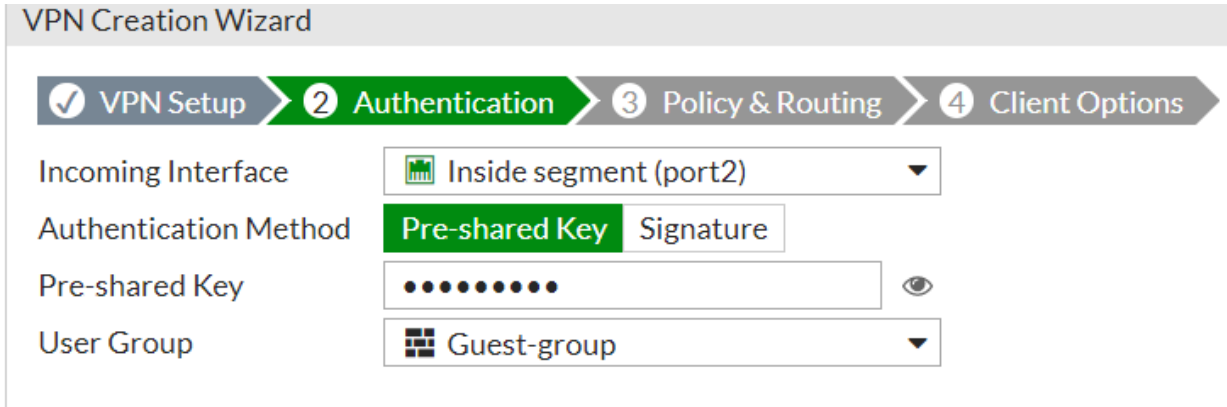 VPN Creation Wizard
VPN Setup 2 Authentication 3 Policy & Routing 4 Client Options
Incoming Interface Inside segment (port2)
Authentication Method Pre-shared Key Signature
Pre-shared Key •••••••••
User Group Guest-group